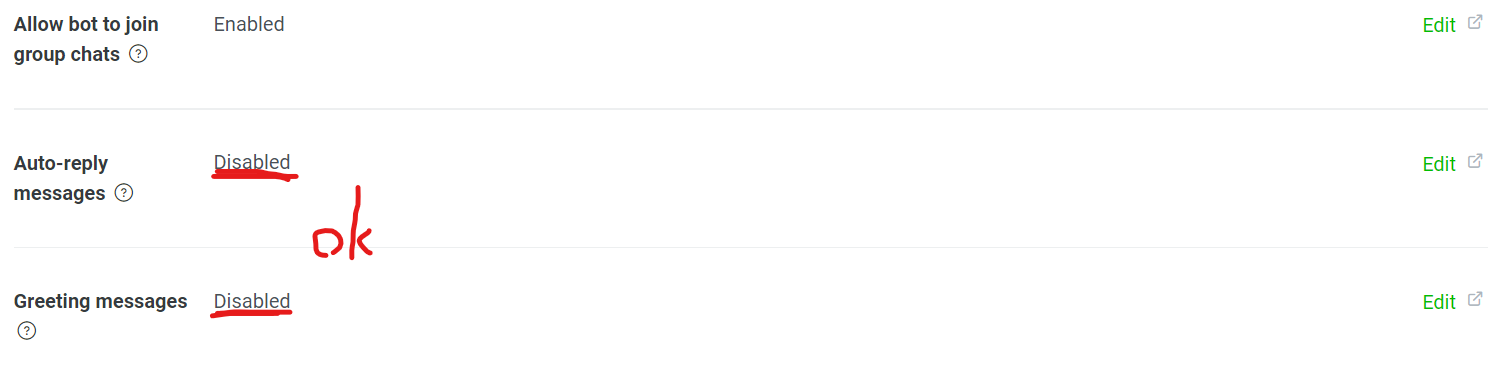 Allow bot to join Enabled Edit
group chats ?
Auto-reply Disabled Edit
messages ?
ok
Greeting messages Disabled Edit
?